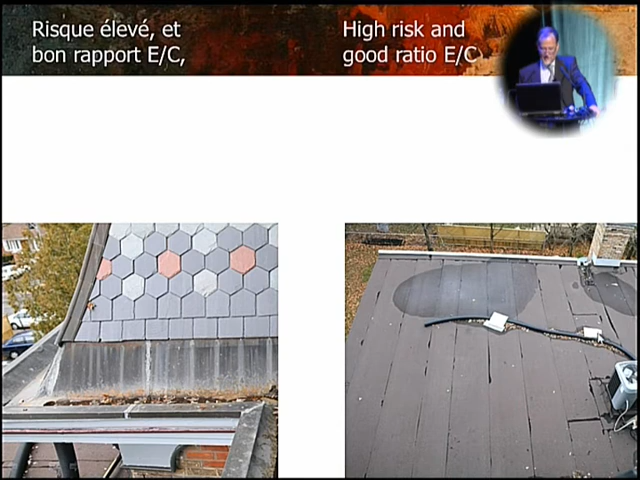 Risque élevé, et
bon rapport E/C,
High risk and
good ratio E/C